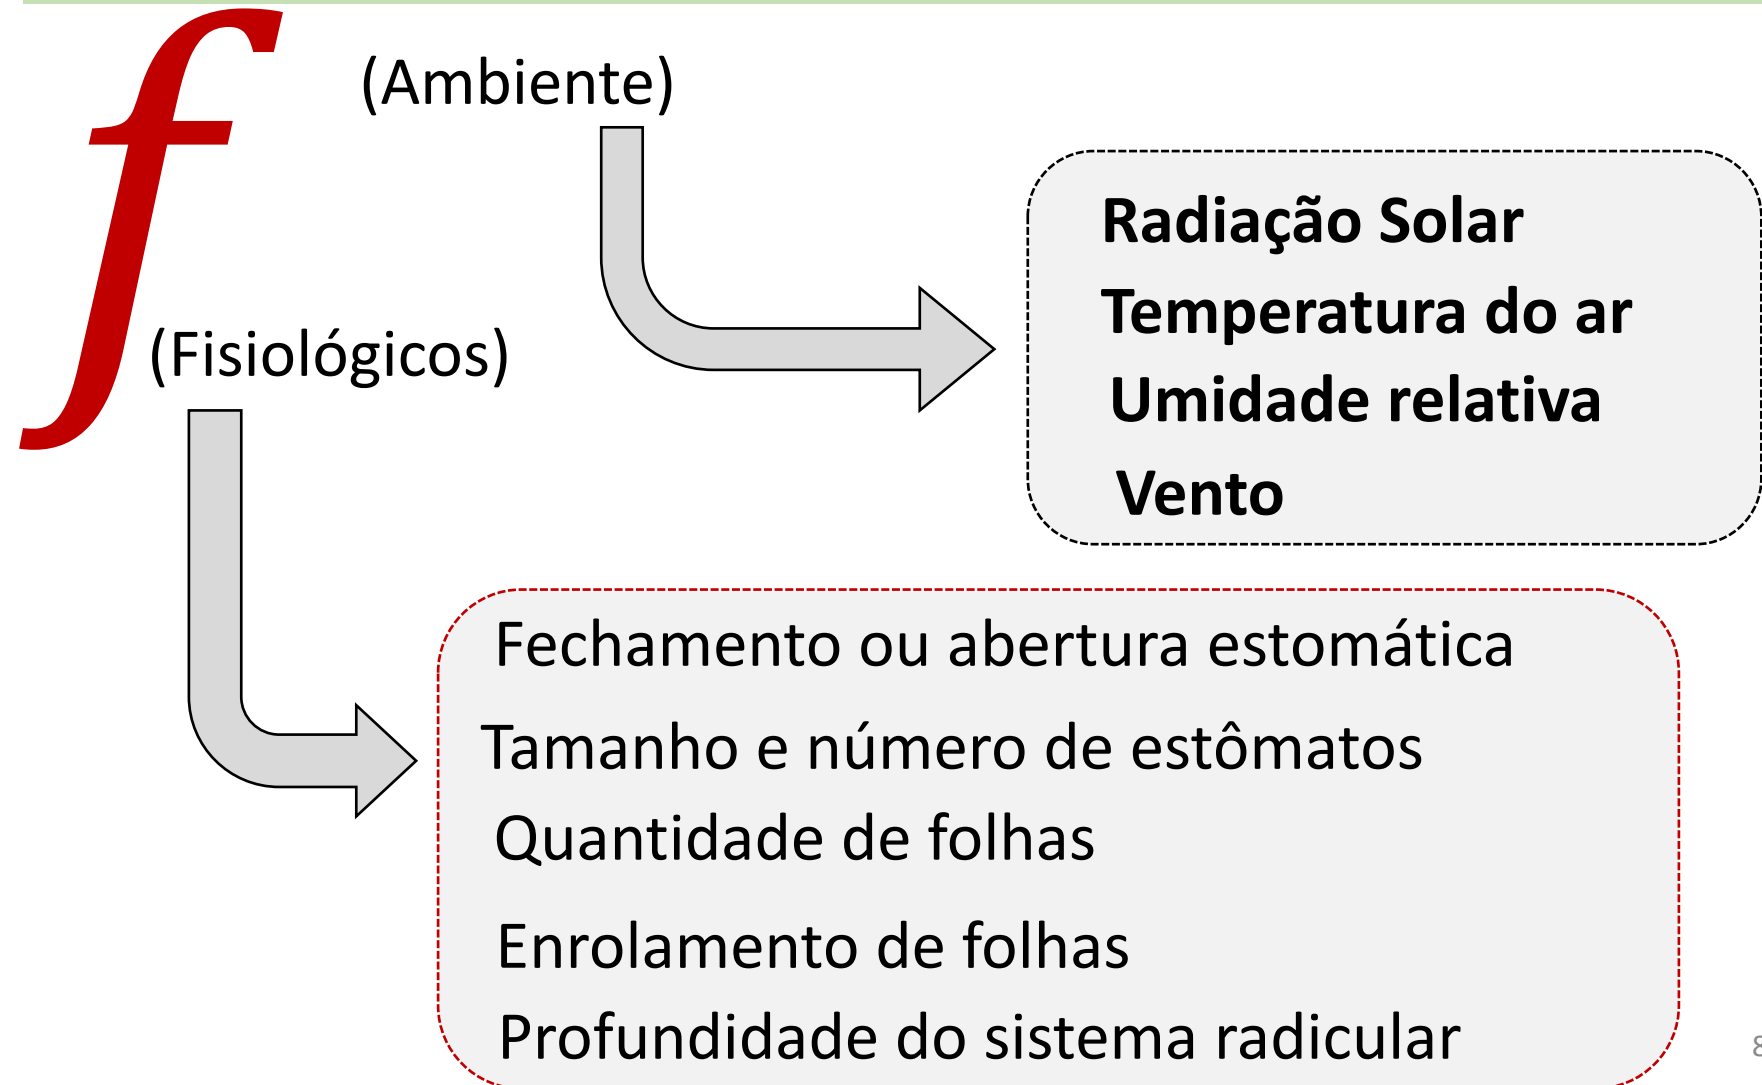 f
(Ambiente)
Radiação Solar
Temperatura do ar
(Fisiológicos)
Umidade relativa
Vento
Fechamento ou abertura estomática
Tamanho e número de estômatos
Quantidade de folhas
Enrolamento de folhas
Profundidade do sistema radicular
8